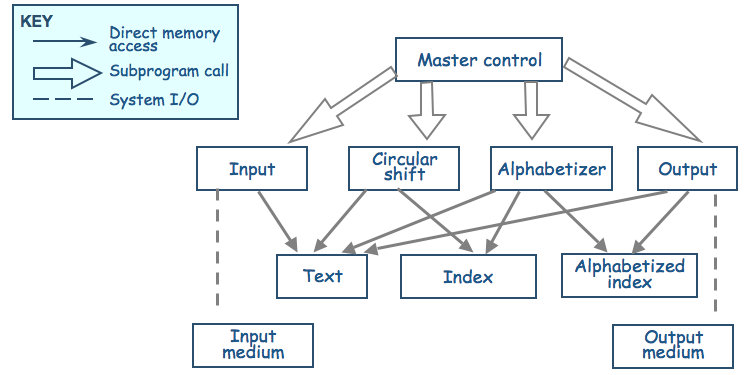 KEY
Direct memory
access
Subprogram call
System I/O
Master control
Input
Circular
shift
Alphabetizer
Output
Text
Index
Alphabetized
index
Input
medium
Output
medium